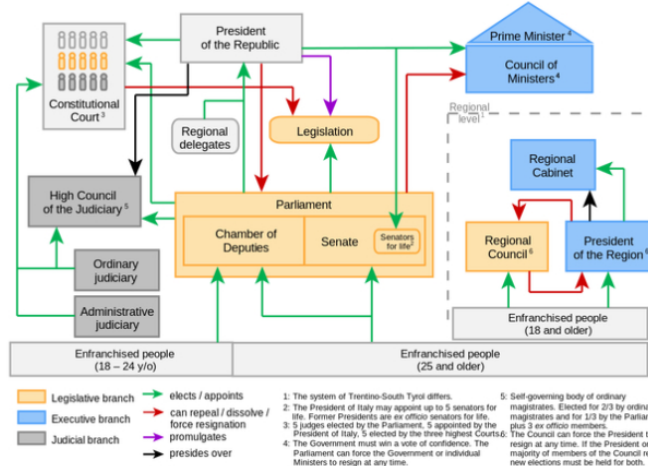 President
of the Republic
Prime Minister 4
Council of
Ministers 4
Constitutional
Court 3
Regional
level 1
Regional
delegates
Legislation
Regional
Cabinet
High Council
of the Judiciary 5
Parliament
Chamber of
Deputies
Senate
Senators
for life 2
Regional
Council 6
President
of the Region 6
Ordinary
judiciary
Administrative
judiciary
Enfranchised people
(18 and older)
Enfranchised people
(18 – 24 y/o)
Enfranchised people
(25 and older)
Legislative branch
Executive branch
Judicial branch
elects / appoints
can repeal / dissolve /
force resignation
promulgates
presides over
1: The system of Trentino-South Tyrol differs.
2: The President of Italy may appoint up to 5 senators for
life. Former Presidents are ex officio senators for life.
3: 5 judges elected by the Parliament, 5 appointed by the
President of Italy, 5 elected by the three highest Courts.
4: The Government must win a vote of confidence. The
Parliament can force the Government or individual
Ministers to resign at any time.
5: Self-governing body of ordinary
magistrates. Elected for 2/3 by ordinar
magistrates and for 1/3 by the Parliam
plus 3 ex officio members.
6: The Council can force the President t
resign at any time. If the President or
majority of members of the Council re
new elections must be held for both.